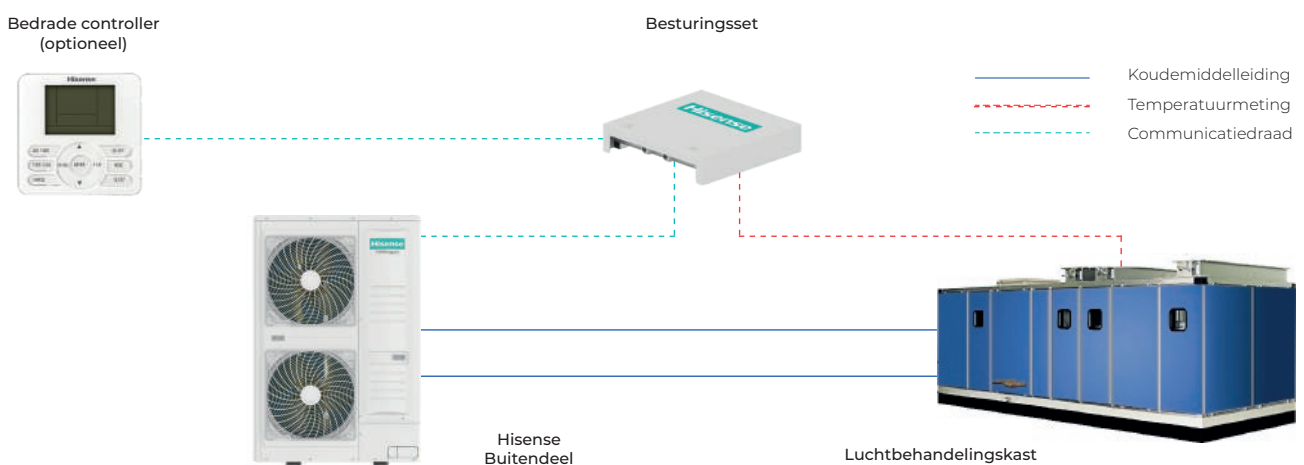 Bedrade controller
(optioneel)
Besturingsset
Hisense
Hisense
Koudemiddelleiding
Temperatuurmeting
Communicatiedraad
Hisense
Hisense
Buitendeel
Luchtbehandelingskast